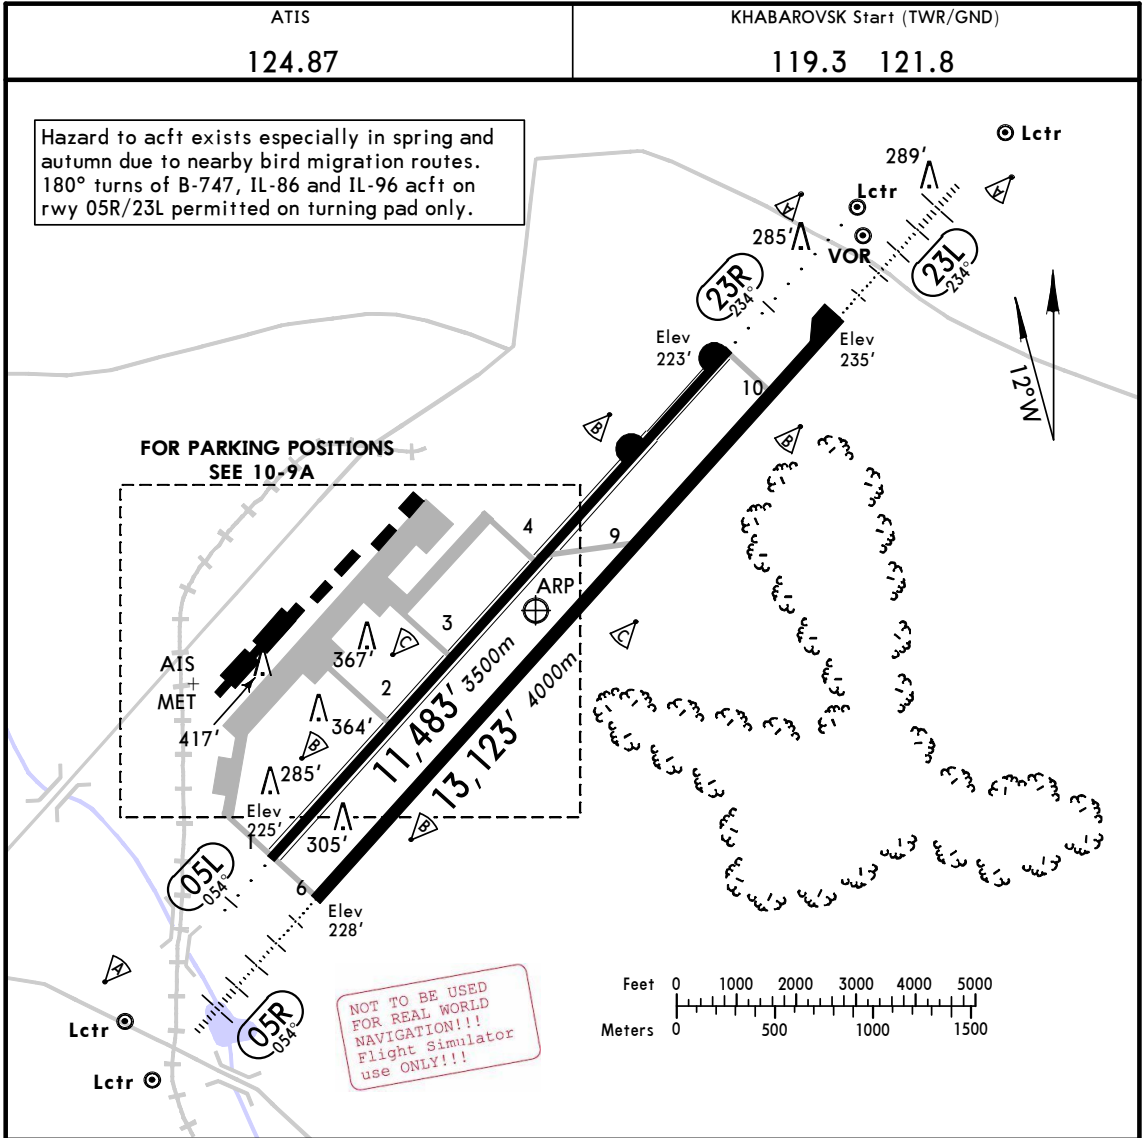 ATIS
124.87
KHABAROVSK Start (TWR/GND)
119.3 121.8
Hazard to acft exists especially in spring and
autumn due to nearby bird migration routes.
180° turns of B-747, IL-86 and IL-96 acft on
rwy 05R/23L permitted on turning pad only.
Lctr
289'
A
A
Lctr
285'
VOR
23L
234°
23R
234°
Elev
223'
Elev
235'
12°W
10
B
B
FOR PARKING POSITIONS
SEE 10-9A
4
9
ARP
3
C
C
367'
AIS
MET
2
3500m
11,483'
4000m
13,123'
364'
417'
B
285'
Elev
225'
305'
B
1
05L
054°
6
Elev
228'
A
Lctr
05R
054°
Lctr
NOT TO BE USED
FOR REAL WORLD
NAVIGATION!!!
Flight Simulator
use ONLY!!!
Feet 0 1000 2000 3000 4000 5000
Meters 0 500 1000 1500